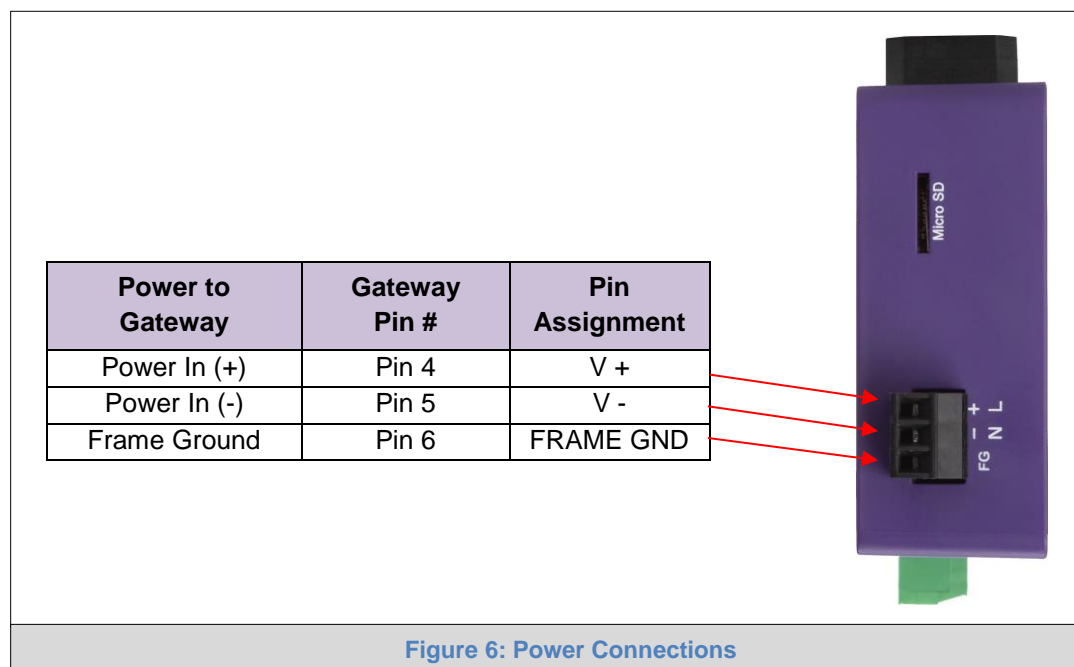 Micro SD
Power to Gateway Gateway Pin # Pin Assignment
Power In (+) Pin 4 V +
Power In (-) Pin 5 V -
Frame Ground Pin 6 FRAME GND
+ L
– N
FG
Figure 6: Power Connections